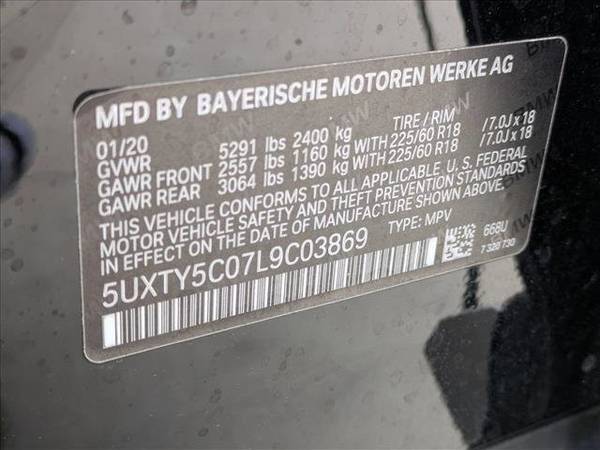 MFD BY BAYERISCHE MOTOREN WERKE AG
01/20 TIRE / RIM
GVWR 5291 lbs 2400 kg
GAWR FRONT 2557 lbs 1160 kg WITH 225/60 R18 /7.0J x 18
GAWR REAR 3064 lbs 1390 kg WITH 225/60 R18 /7.0J x 18
THIS VEHICLE CONFORMS TO ALL APPLICABLE U. S. FEDERAL
MOTOR VEHICLE SAFETY AND THEFT PREVENTION STANDARDS
IN EFFECT ON THE DATE OF MANUFACTURE SHOWN ABOVE.
TYPE: MPV 668U
5UXTY5C07L9C03869 7320730